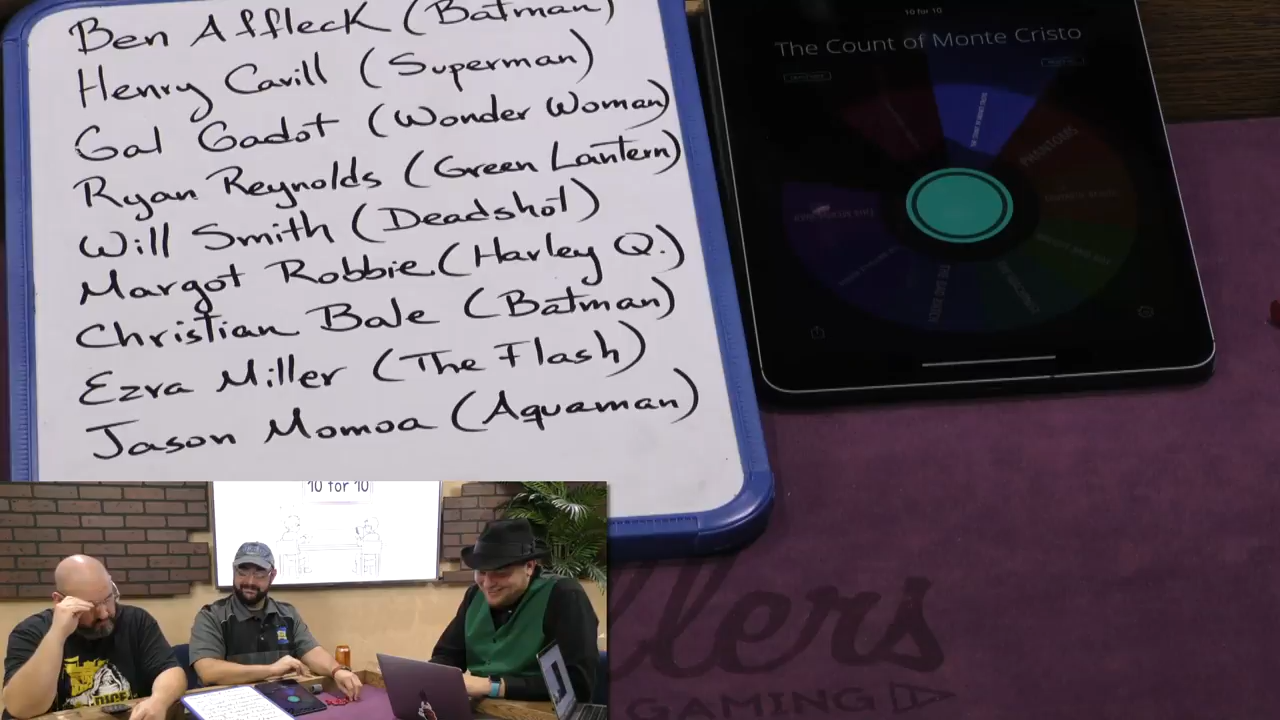 Ben Affleck (Batman)
Henry Cavill (Superman)
Gal Gadot (Wonder Woman)
Ryan Reynolds (Green Lantern)
Will Smith (Deadshot)
Margot Robbie (Harley Q.)
Christian Bale (Batman)
Ezra Miller (The Flash)
Jason Momoa (Aquaman)
10 for 10
The Count of Monte Cristo
PHANTOMS
10 for 10
llers
GAMING